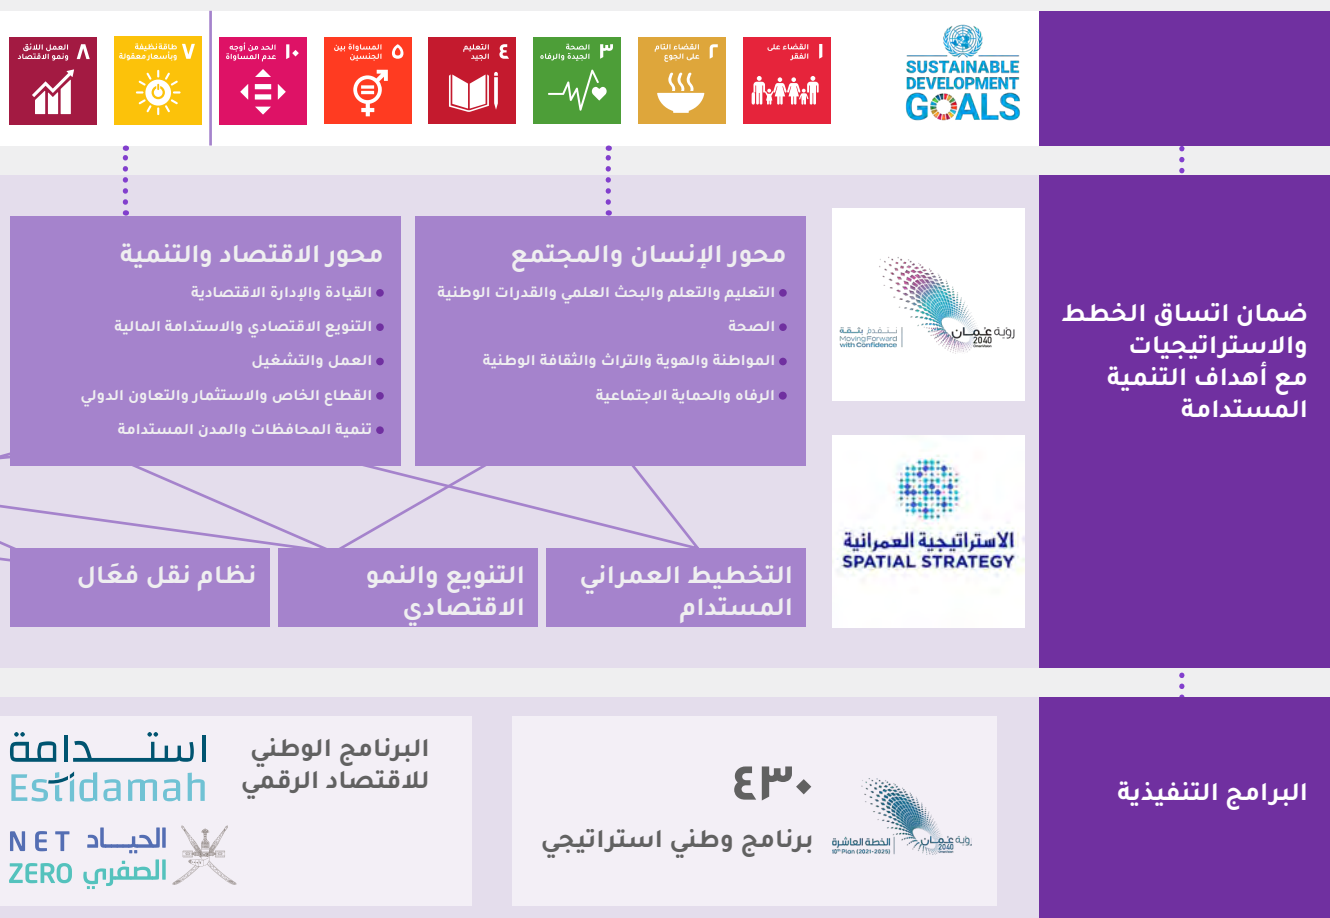 SUSTAINABLE
DEVELOPMENT
GOALS
١ القضاء على
الفقر
٢ القضاء التام
على الجوع
٣ الصحة
الجيدة والرفاه
٤ التعليم
الجيد
٥ المساواة بين
الجنسين
١٠ الحد من أوجه
عدم المساواة
٧ طاقة نظيفة
وبأسعار معقولة
٨ العمل اللائق
ونمو الاقتصاد
ضمان اتساق الخطط
والاستراتيجيات
مع أهداف التنمية
المستدامة
رؤية عُمان
2040
نتقدم بثقة
Moving Forward
with Confidence
محور الإنسان والمجتمع
التعليم والتعلم والبحث العلمي والقدرات الوطنية
الصحة
المواطنة والهوية والتراث والثقافة الوطنية
الرفاه والحماية الاجتماعية
محور الاقتصاد والتنمية
القيادة والإدارة الاقتصادية
التنويع الاقتصادي والاستدامة المالية
العمل والتشغيل
القطاع الخاص والاستثمار والتعاون الدولي
تنمية المحافظات والمدن المستدامة
الاستراتيجية العمرانية
SPATIAL STRATEGY
التخطيط العمراني
المستدام
التنويع والنمو
الاقتصادي
نظام نقل فعَال
البرامج التنفيذية
رؤية عُمان
2040
الخطة العاشرة
10th Plan (2021-2025)
٤٣٠
برنامج وطني استراتيجي
البرنامج الوطني
للاقتصاد الرقمي
استــدامة
Estidamah
الحيــاد NET
الصفري ZERO